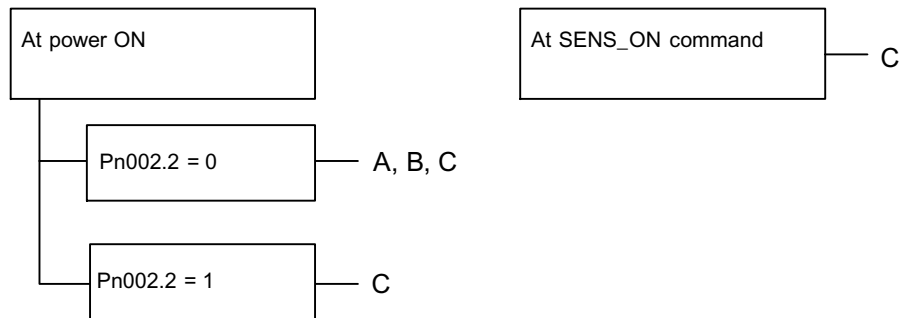 At power ON
At SENS_ON command
C
Pn002.2 = 0
A, B, C
Pn002.2 = 1
C